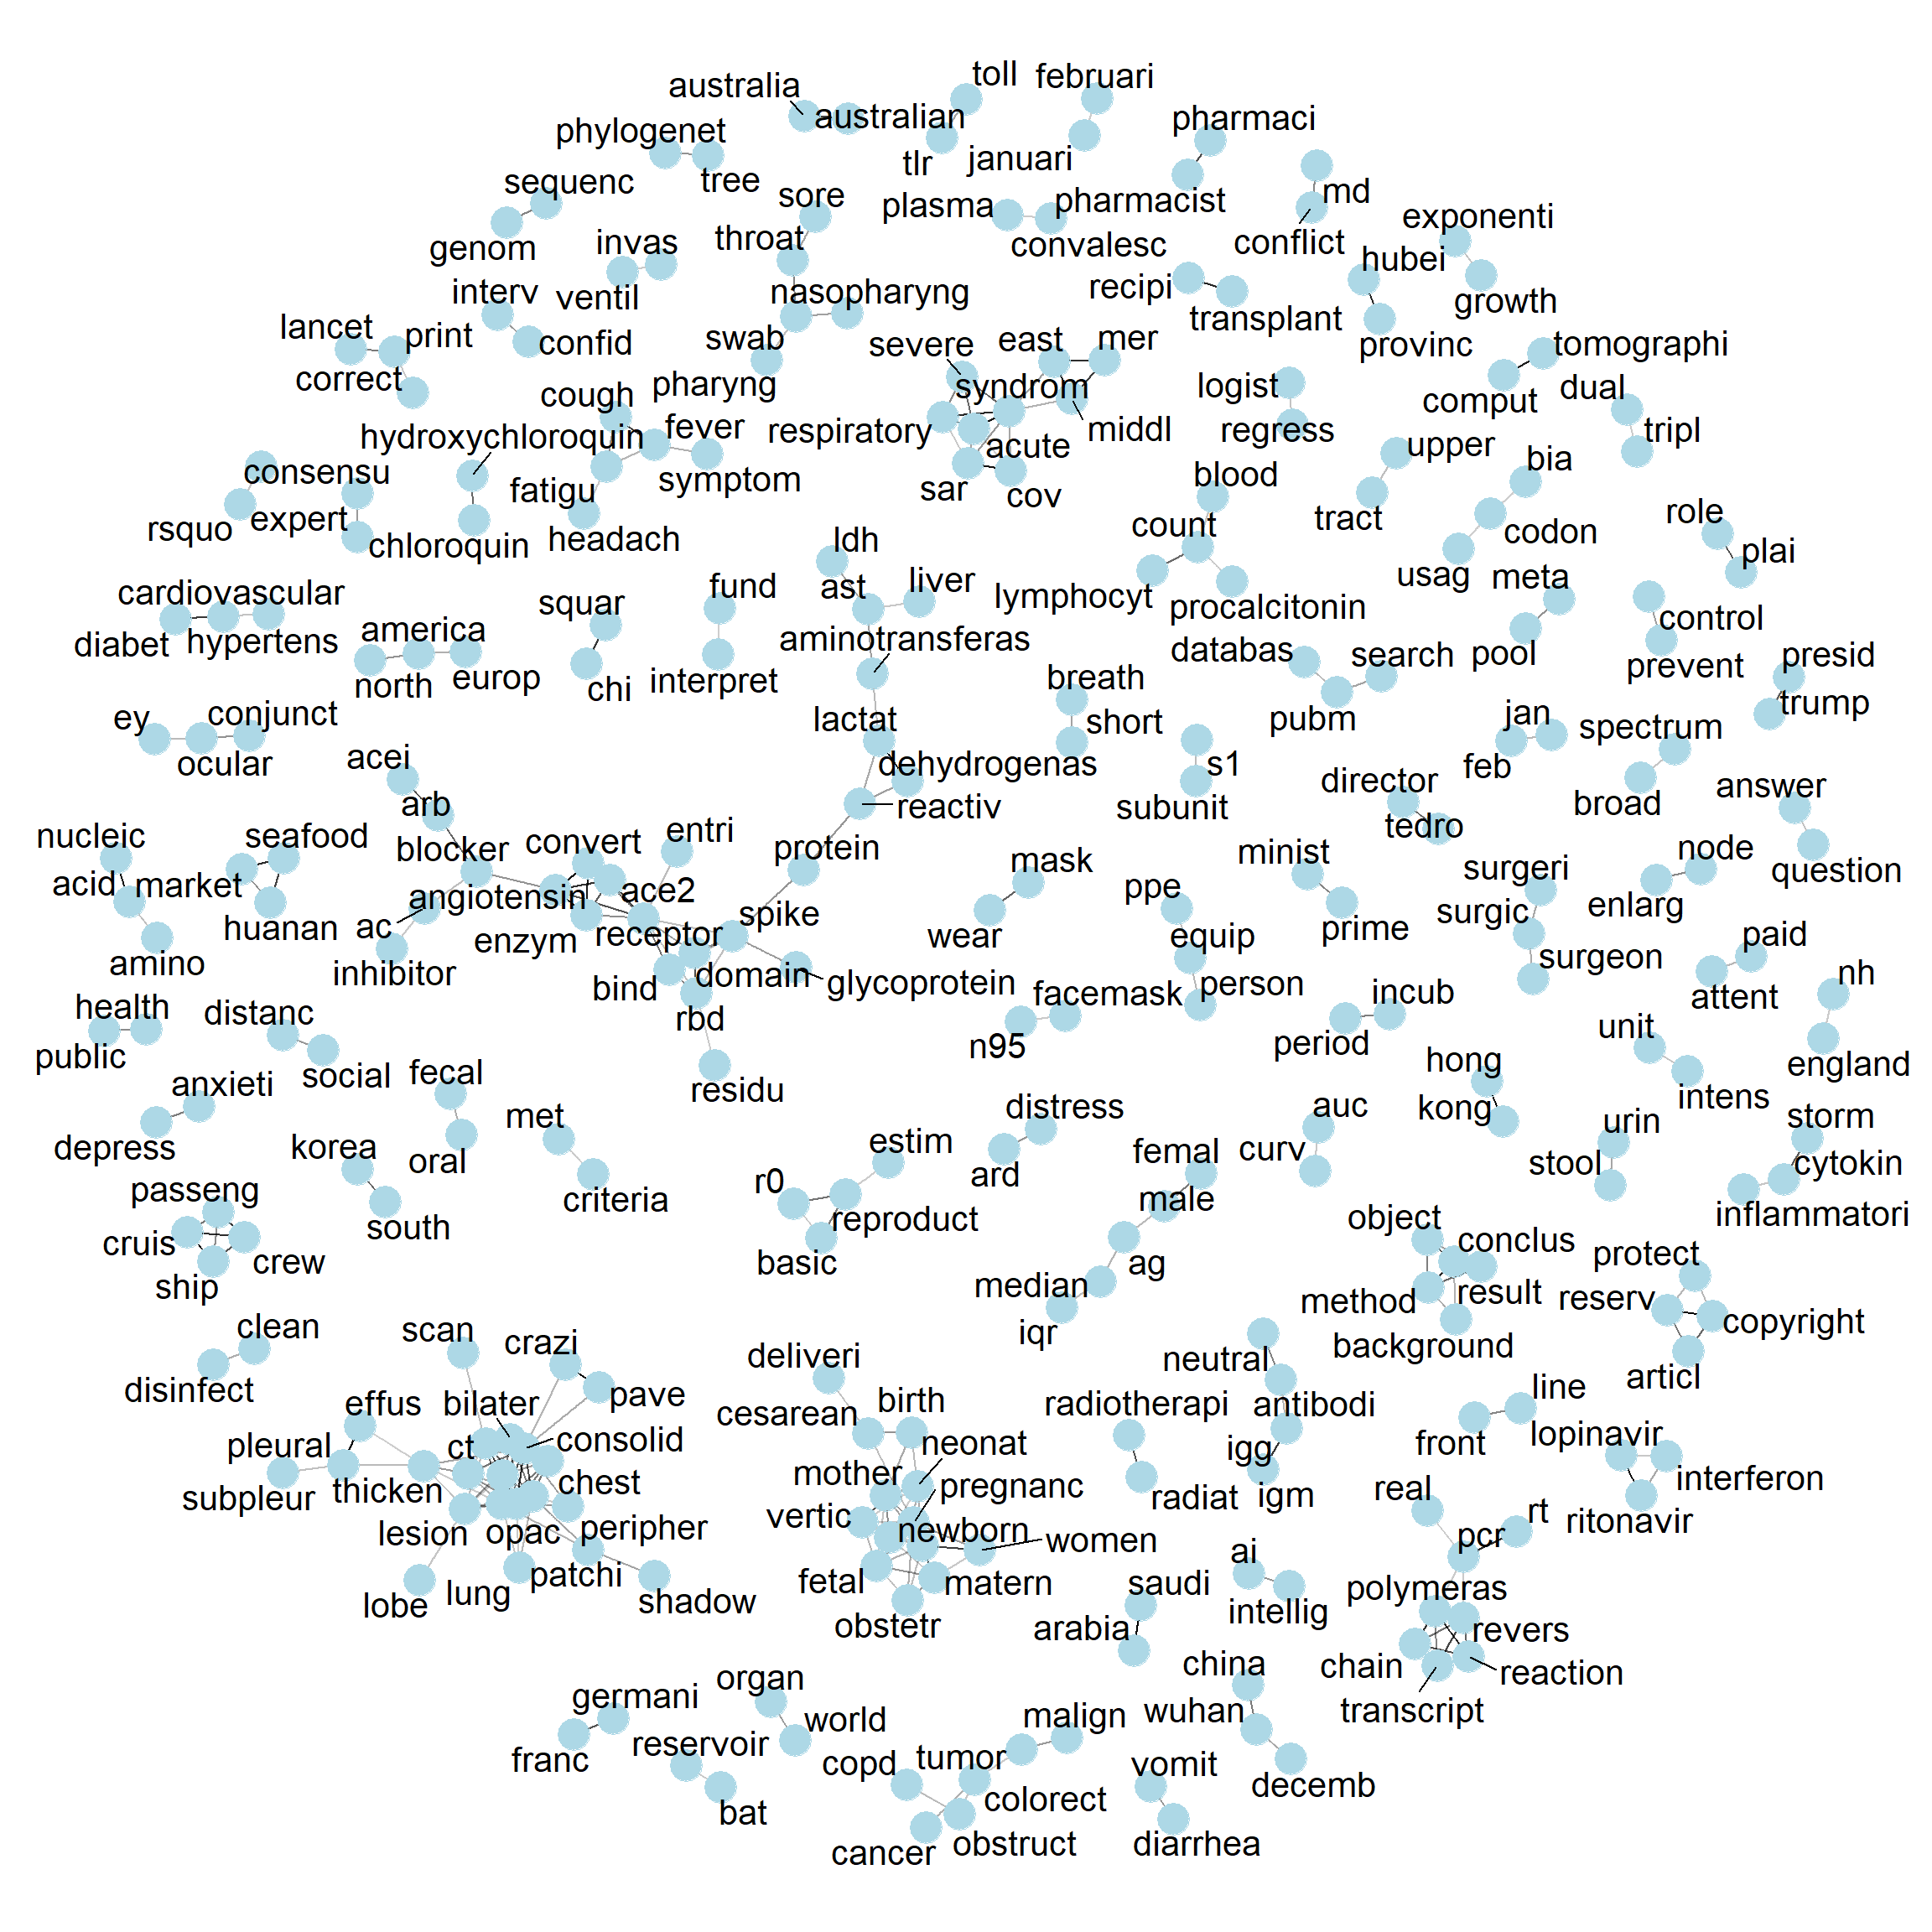 toll
februari
australia
australian
pharmaci
phylogenet
januari
tlr
tree
sequenc
sore
md
plasma
pharmacist
exponenti
genom
invas
throat
convalesc
conflict
hubei
interv
ventil
nasopharyng
recipi
growth
lancet
print
confid
swab
severe
east
mer
transplant
provinc
tomographi
correct
pharyng
syndrom
logist
comput
dual
cough
hydroxychloroquin
fever
respiratory
middl
regress
tripl
upper
acute
consensu
symptom
blood
bia
fatigu
sar
cov
rsquo
expert
tract
role
count
codon
chloroquin
headach
ldh
plai
usag
meta
cardiovascular
squar
fund
ast
liver
lymphocyt
procalcitonin
control
diabet
hypertens
america
aminotransferas
databas
search
pool
prevent
presid
north
europ
chi
interpret
breath
trump
ey
conjunct
lactat
short
pubm
jan
spectrum
ocular
acei
dehydrogenas
s1
feb
director
answer
arb
reactiv
subunit
broad
tedro
nucleic
seafood
blocker
convert
entri
protein
mask
minist
node
surgeri
question
acid
market
angiotensin
ace2
ppe
surgic
enlarg
huanan
ac
enzym
receptor
spike
wear
equip
prime
paid
amino
inhibitor
bind
domain
glycoprotein
person
surgeon
nh
health
distanc
rbd
facemask
incub
attent
public
n95
period
unit
anxieti
social
fecal
residu
hong
england
depress
met
distress
auc
kong
intens
storm
urin
korea
oral
estim
femal
curv
stool
cytokin
passeng
criteria
r0
ard
male
inflammatori
cruis
crew
south
reproduct
object
conclus
protect
ship
basic
ag
median
method
result
reserv
copyright
clean
scan
crazi
iqr
background
disinfect
deliveri
neutral
articl
effus
bilater
pave
birth
radiotherapi
antibodi
line
pleural
ct
consolid
cesarean
neonat
igg
front
lopinavir
subpleur
thicken
chest
mother
pregnanc
radiat
igm
real
rt
interferon
lesion
opac
peripher
vertic
newborn
women
pcr
ritonavir
lobe
lung
patchi
shadow
fetal
matern
ai
saudi
polymeras
obstetr
arabia
intellig
revers
chain
reaction
china
transcript
germani
organ
wuhan
franc
reservoir
world
malign
copd
tumor
vomit
decemb
bat
colorect
cancer
obstruct
diarrhea